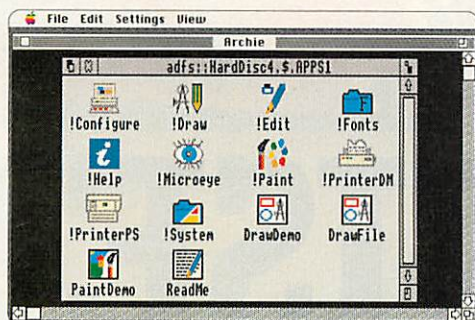 File Edit Settings View
Archie
adfs::HardDisc4.$.APPS1
!Configure !Draw !Edit !Fonts
!Help !Microeye !Paint !PrinterDM
!PrinterPS !System DrawDemo DrawFile
PaintDemo ReadMe